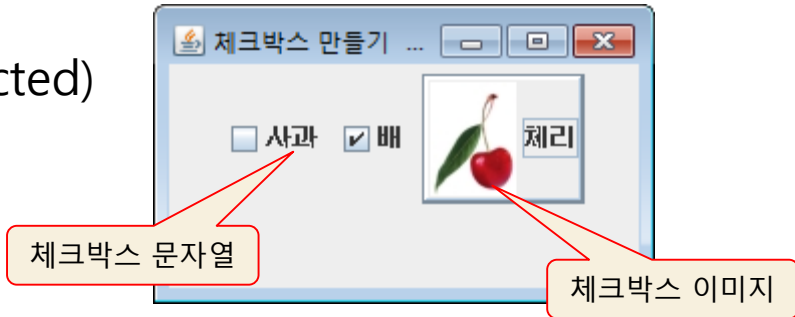 체크박스 만들기 ...
cted)
사과 배 체리
체크박스 문자열
체크박스 이미지